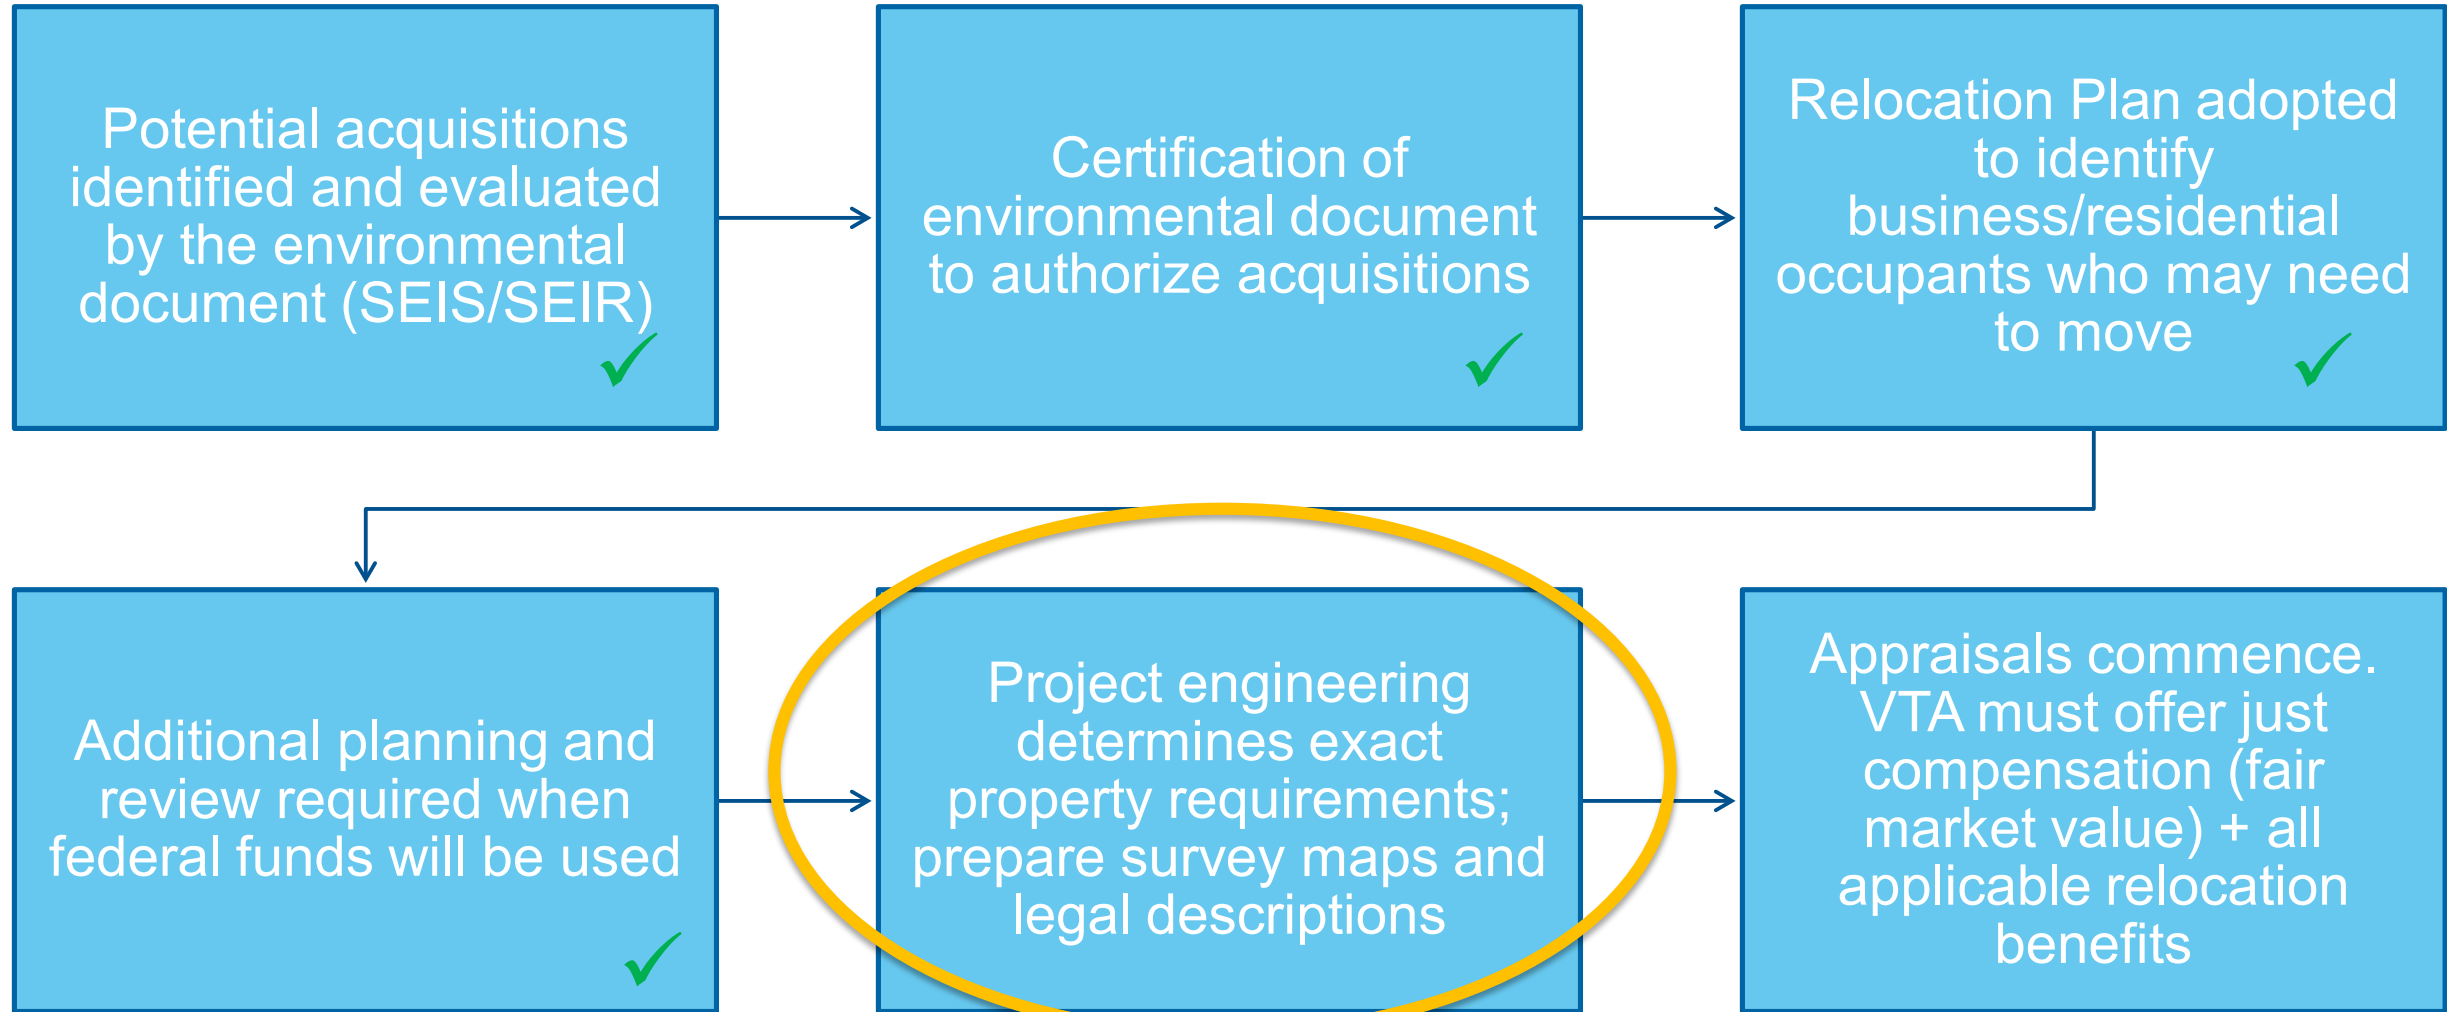 Potential acquisitions
identified and evaluated
by the environmental
document (SEIS/SEIR)
Certification of
environmental document
to authorize acquisitions
Relocation Plan adopted
to identify
business/residential
occupants who may need
to move
Additional planning and
review required when
federal funds will be used
Project engineering
determines exact
property requirements;
prepare survey maps and
legal descriptions
Appraisals commence.
VTA must offer just
compensation (fair
market value) + all
applicable relocation
benefits